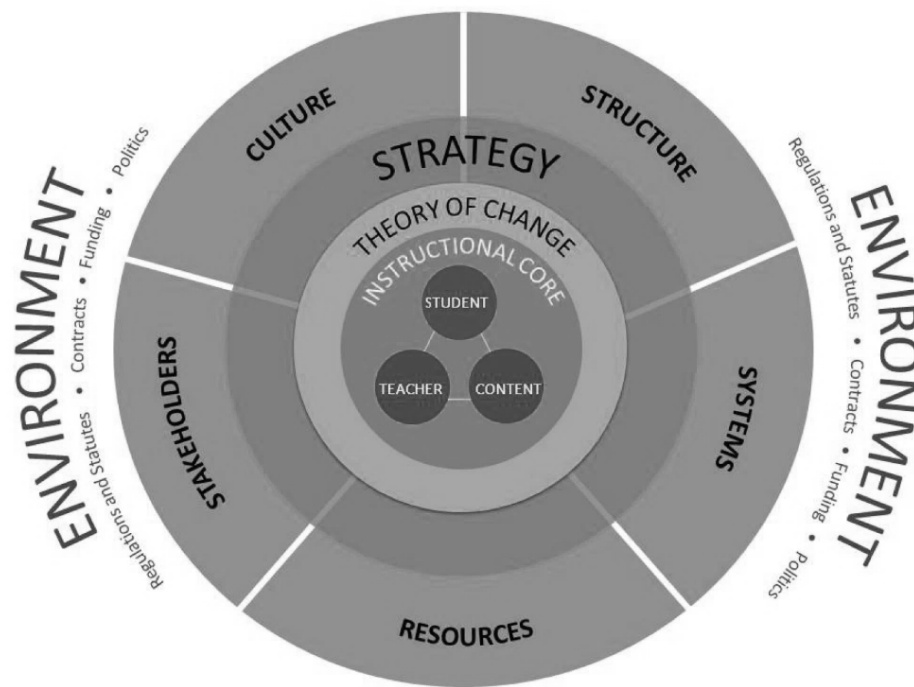 CULTURE
STRUCTURE
STRATEGY
THEORY OF CHANGE
INSTRUCTIONAL CORE
STUDENT
TEACHER
CONTENT
STAKEHOLDERS
SYSTEMS
RESOURCES
ENVIRONMENT
Regulations and Statutes • Contracts • Funding • Politics
ENVIRONMENT
Regulations and Statutes • Contracts • Funding • Politics